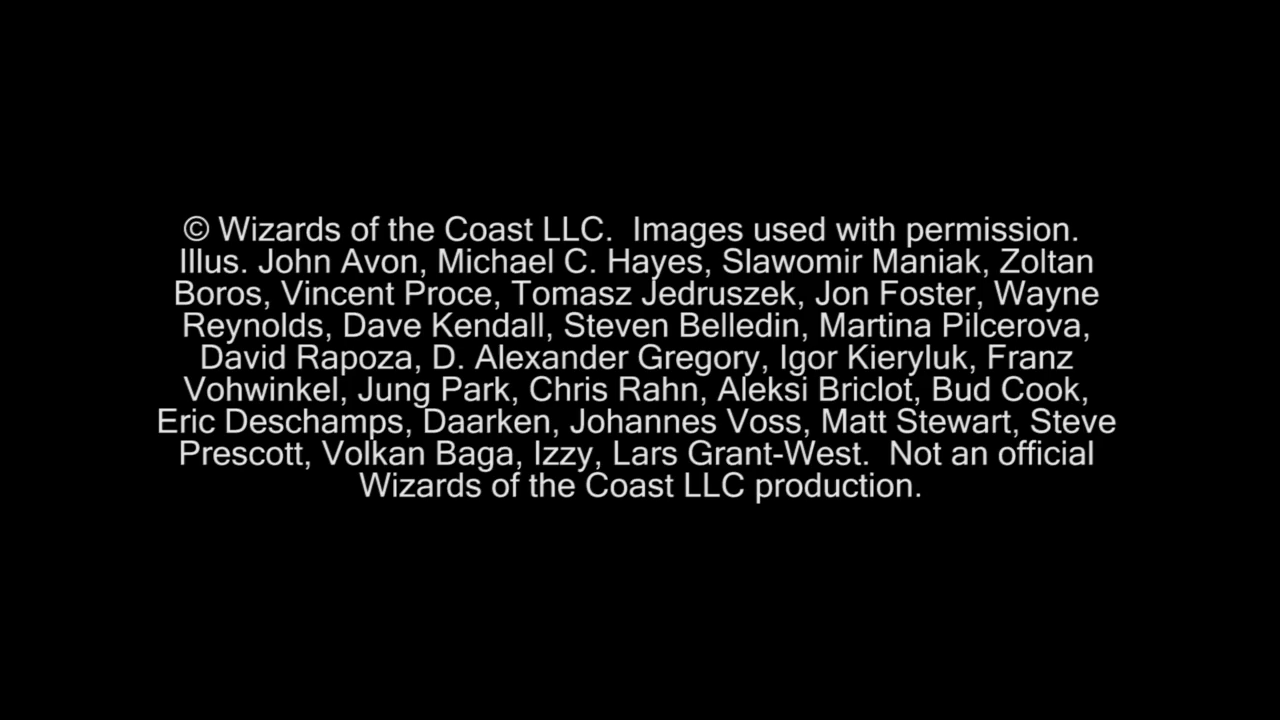 © Wizards of the Coast LLC.  Images used with permission.
Illus. John Avon, Michael C. Hayes, Slawomir Maniak, Zoltan
Boros, Vincent Proce, Tomasz Jedruszek, Jon Foster, Wayne
Reynolds, Dave Kendall, Steven Belledin, Martina Pilcerova,
David Rapoza, D. Alexander Gregory, Igor Kieryluk, Franz
Vohwinkel, Jung Park, Chris Rahn, Aleksi Briclot, Bud Cook,
Eric Deschamps, Daarken, Johannes Voss, Matt Stewart, Steve
Prescott, Volkan Baga, Izzy, Lars Grant-West.  Not an official
Wizards of the Coast LLC production.